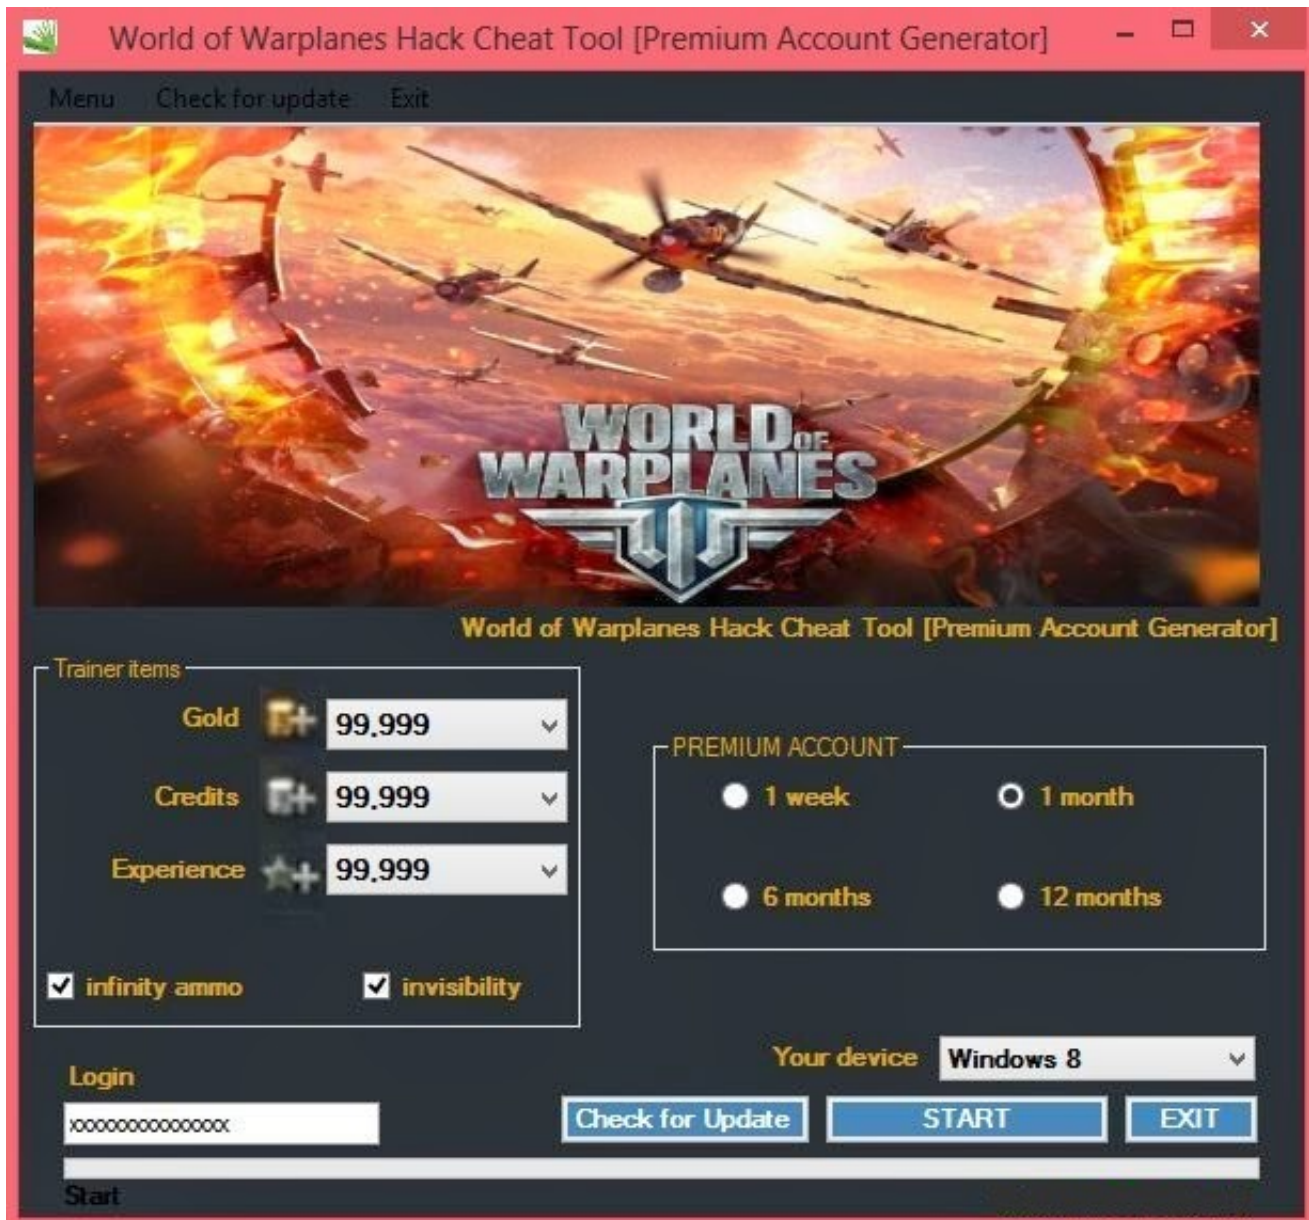 World of Warplanes Hack Cheat Tool [Premium Account Generator]
Menu Check for update Exit
WORLD OF
WARPLANES
World of Warplanes Hack Cheat Tool [Premium Account Generator]
Trainer items
Gold 99.999
Credits 99.999
Experience 99.999
infinity ammo invisibility
PREMIUM ACCOUNT
1 week 1 month
6 months 12 months
Your device Windows 8
Login
xxxxxxxxxxxxxxxx
Check for Update START EXIT
Start